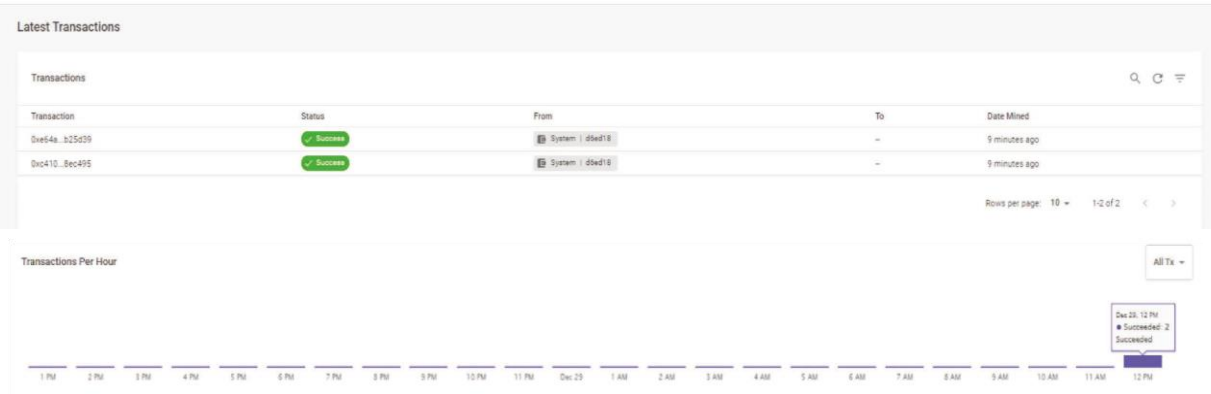 Latest Transactions
Transactions
Transaction Status From To Date Mined
0xe64a...b25d39 Success System | d6ed18 – 9 minutes ago
0xc410...8ec495 Success System | d6ed18 – 9 minutes ago
Rows per page: 10 1-2 of 2
Transactions Per Hour All Tx
Dec 29, 12 PM
Succeeded: 2
Succeeded
1 PM 2 PM 3 PM 4 PM 5 PM 6 PM 7 PM 8 PM 9 PM 10 PM 11 PM Dec 29 1 AM 2 AM 3 AM 4 AM 5 AM 6 AM 7 AM 8 AM 9 AM 10 AM 11 AM 12 PM